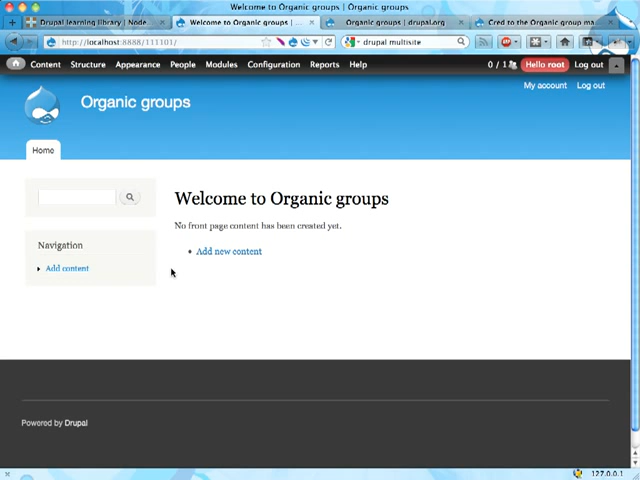 Welcome to Organic groups | Organic groups
Drupal learning library | Node
Welcome to Organic groups | ...
Organic groups | drupal.org
Cred to the Organic group ma
http://localhost:8888/111101/
drupal multisite
Content Structure Appearance People Modules Configuration Reports Help
0 / 1
Hello root
Log out
My account Log out
Organic groups
Home
Welcome to Organic groups
No front page content has been created yet.
Add new content
Navigation
Add content
Powered by Drupal
127.0.0.1